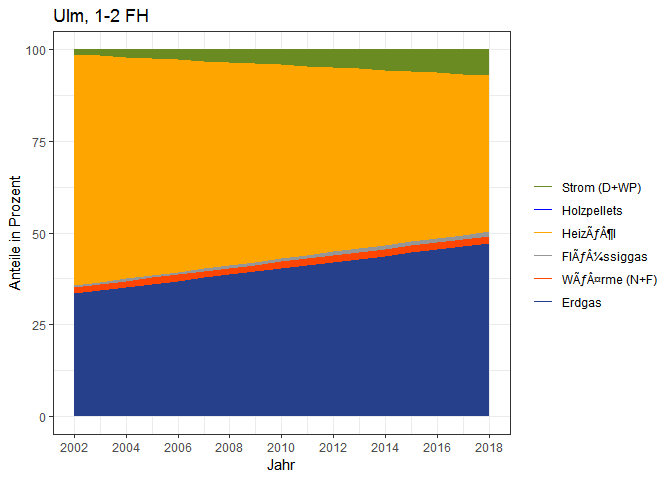 Ulm, 1-2 FH
100
75
50
25
0
Anteile in Prozent
2002 2004 2006 2008 2010 2012 2014 2016 2018
Jahr
Strom (D+WP)
Holzpellets
HeizÃƒÂ¶l
FlÃƒÂ¼ssiggas
WÃƒÂ¤rme (N+F)
Erdgas